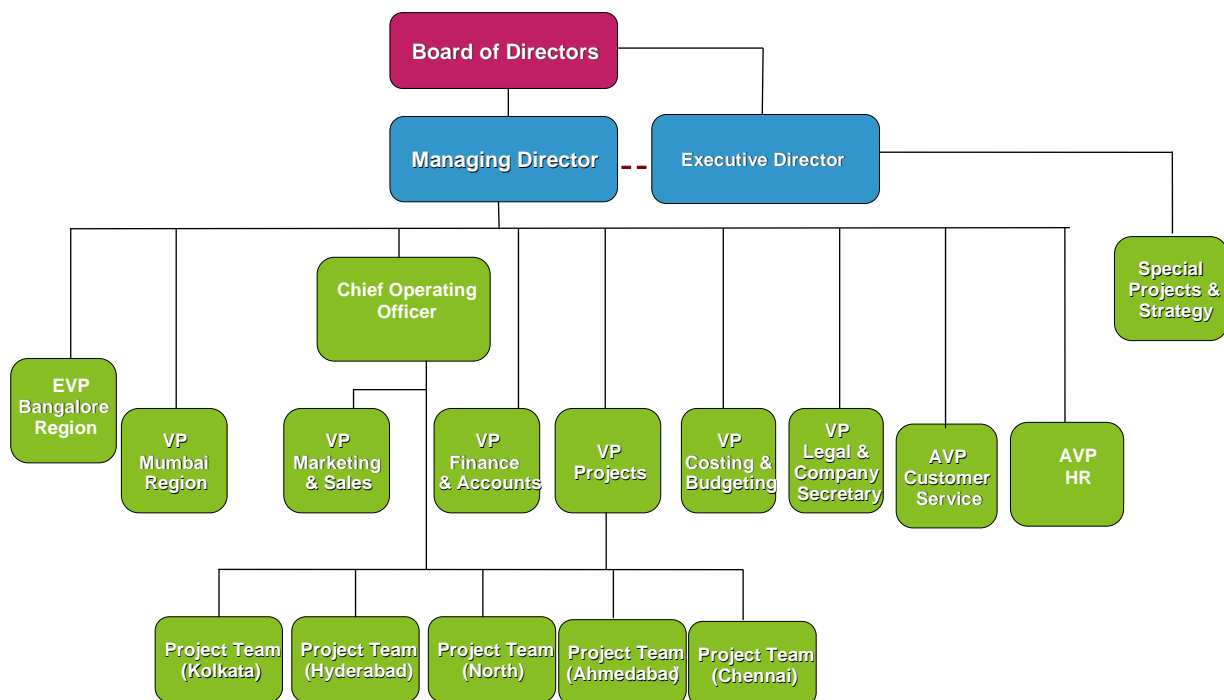 Board of Directors
Managing Director
Executive Director
Special
Projects &
Strategy
Chief Operating
Officer
EVP
Bangalore
Region
VP
Mumbai
Region
VP
Marketing
& Sales
VP
Finance
& Accounts
VP
Projects
VP
Costing &
Budgeting
VP
Legal &
Company
Secretary
AVP
Customer
Service
AVP
HR
Project Team
(Kolkata)
Project Team
(Hyderabad)
Project Team
(North)
Project Team
(Ahmedabad)
Project Team
(Chennai)